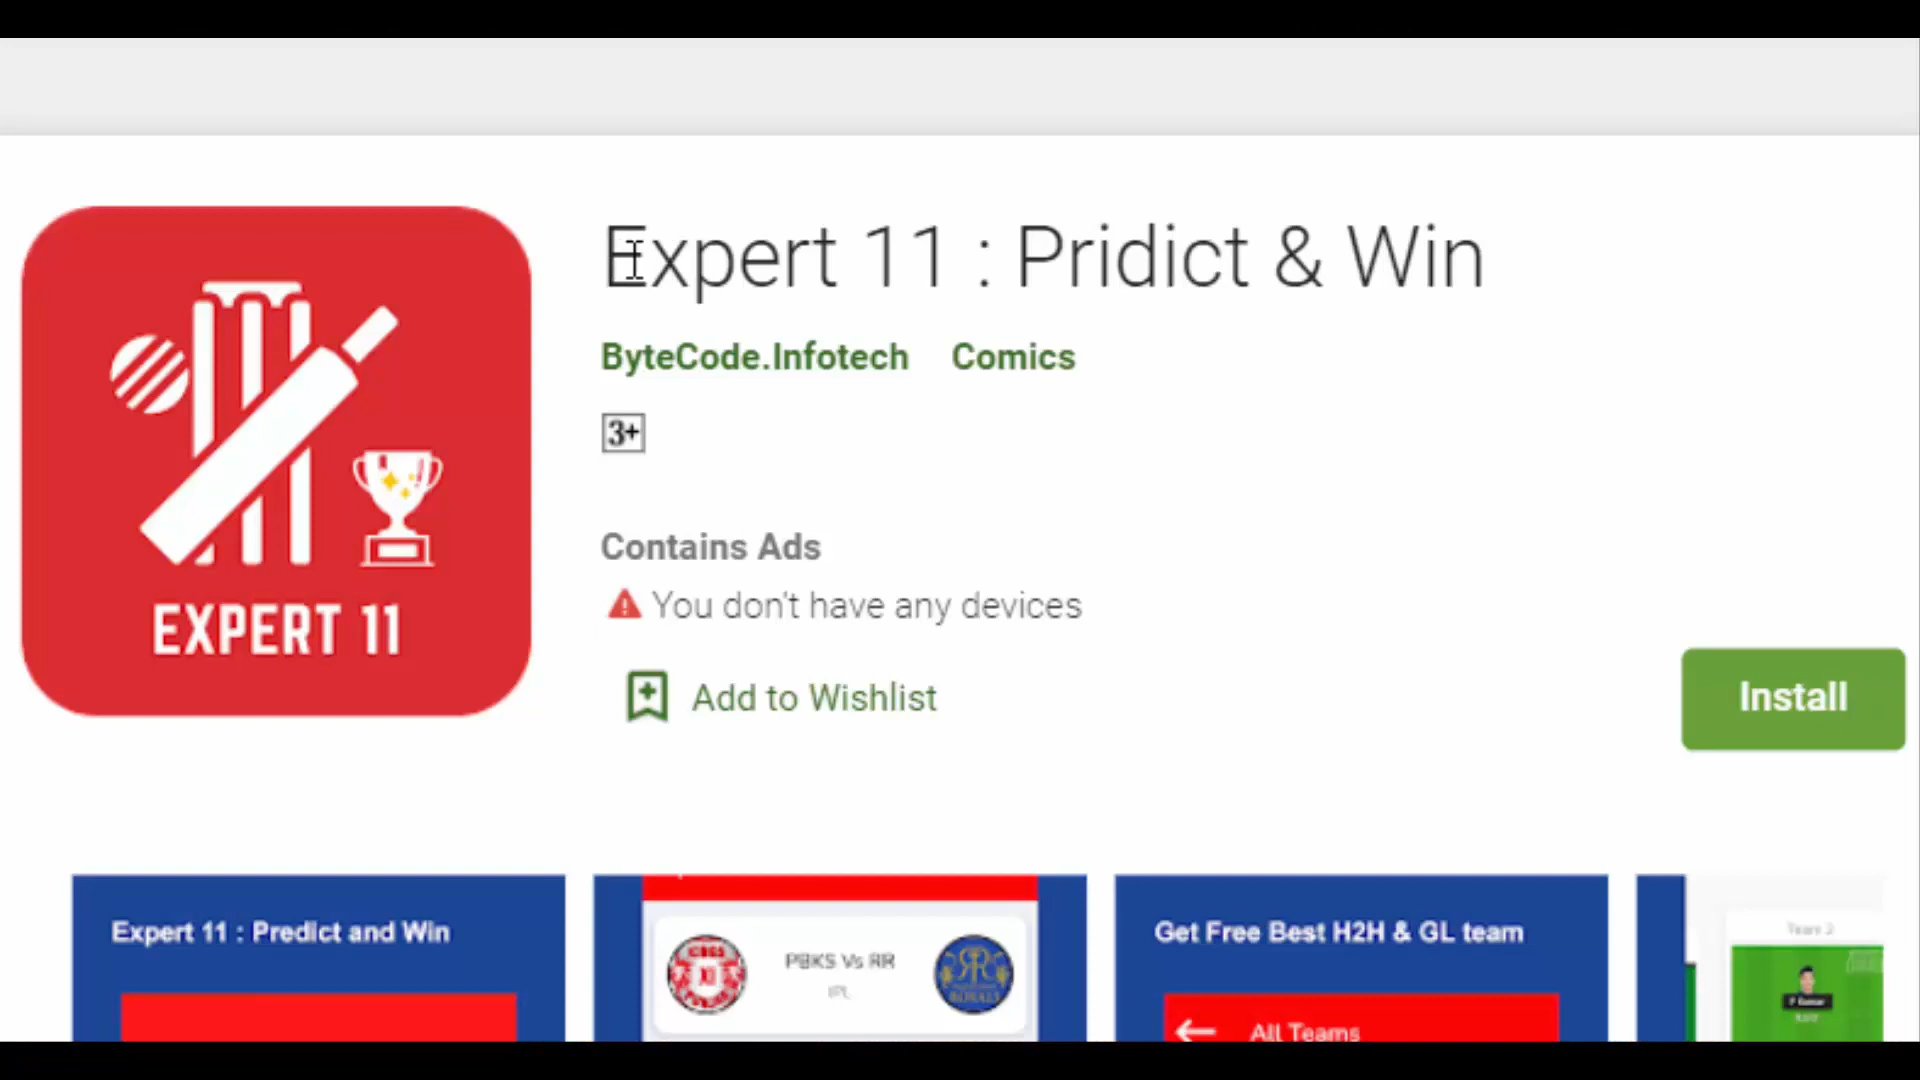 Expert 11 : Pridict & Win
ByteCode.Infotech Comics
3+
Contains Ads
You don't have any devices
Add to Wishlist
Install
EXPERT 11
Expert 11 : Predict and Win
PBKS Vs RR
IPL
Get Free Best H2H & GL team
All Teams